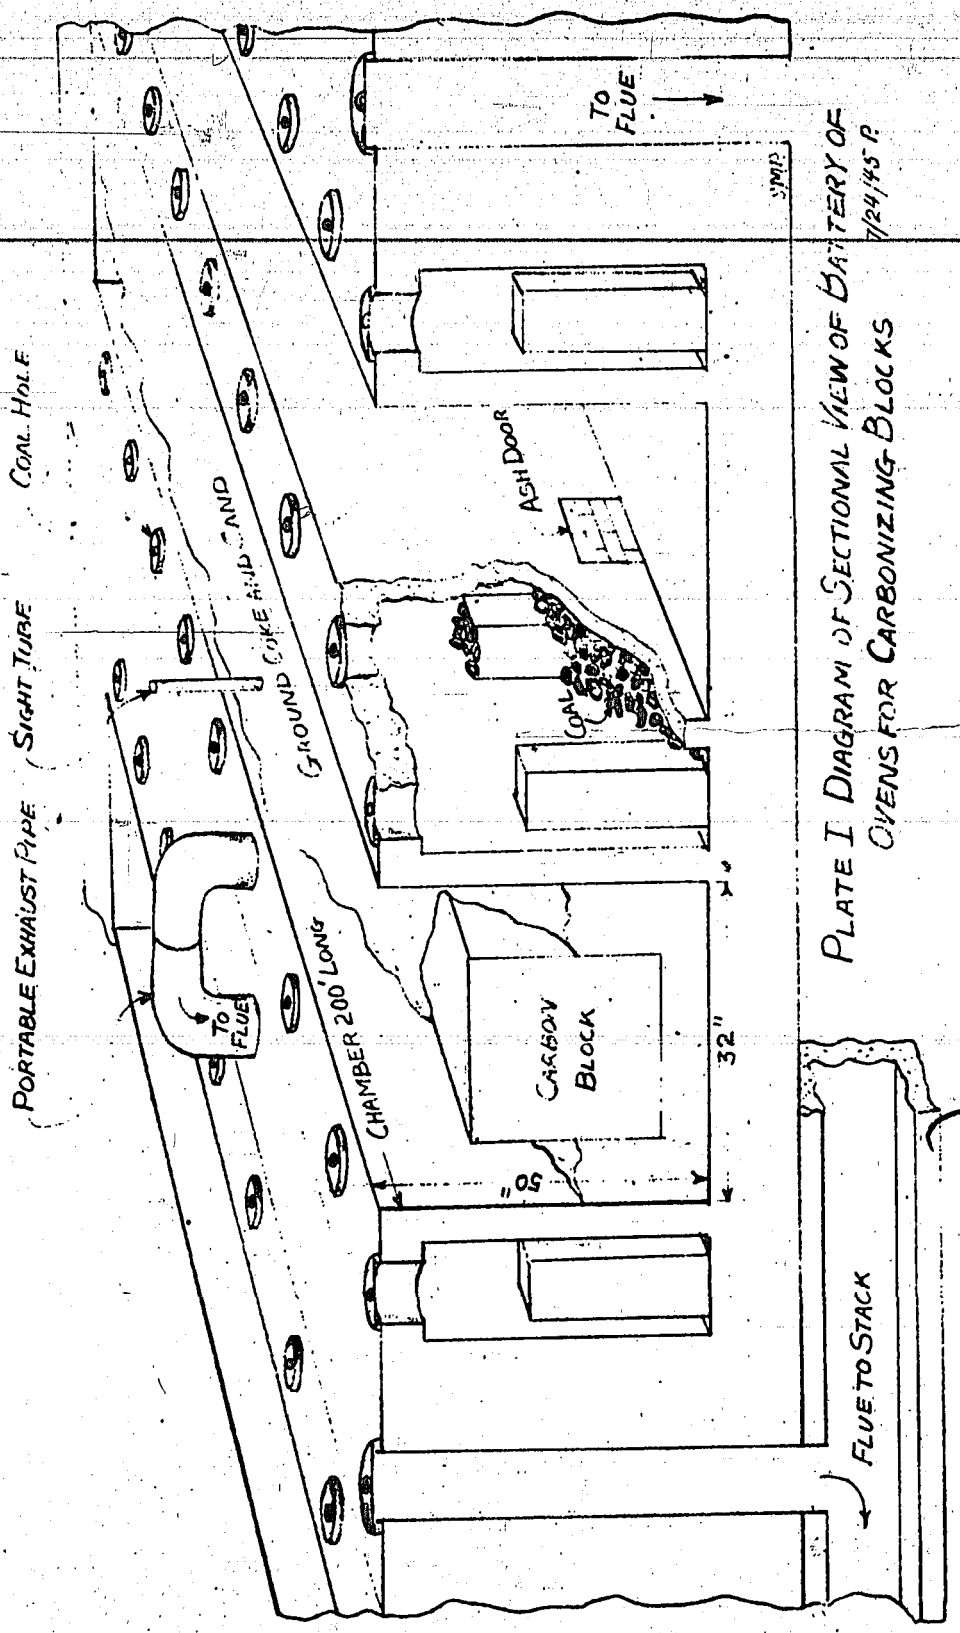 PORTABLE EXHAUST PIPE
SIGHT TUBE
COAL HOLE
TO
FLUE
GROUND COKE AND SAND
CHAMBER 200' LONG
CARBON
BLOCK
50"
32"
COAL
ASH DOOR
TO
FLUE
FLUE TO STACK
SMB
PLATE I DIAGRAM OF SECTIONAL VIEW OF BATTERY OF
OVENS FOR CARBONIZING BLOCKS
7/24/45 P.